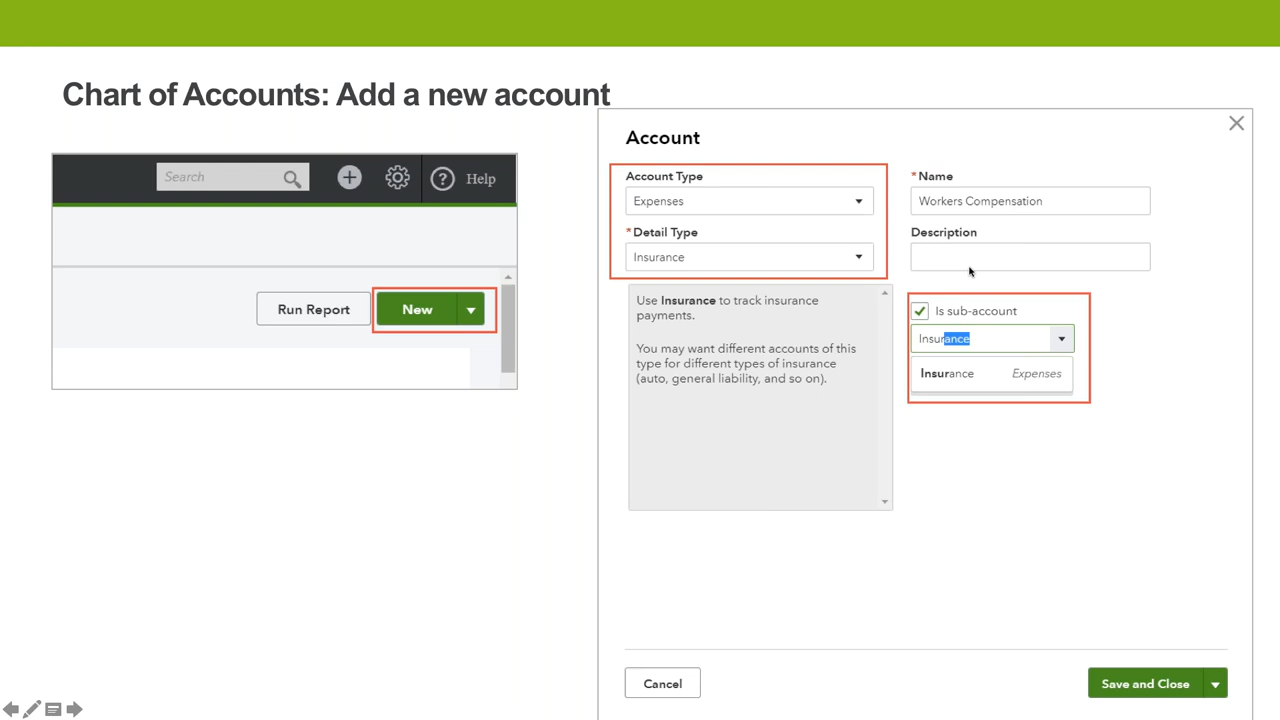 Chart of Accounts: Add a new account
Search
Help
Run Report
New
Account
Account Type
Expenses
* Detail Type
Insurance
Use Insurance to track insurance
payments.
You may want different accounts of this
type for different types of insurance
(auto, general liability, and so on).
* Name
Workers Compensation
Description
Is sub-account
Insurance
Insurance Expenses
Cancel
Save and Close